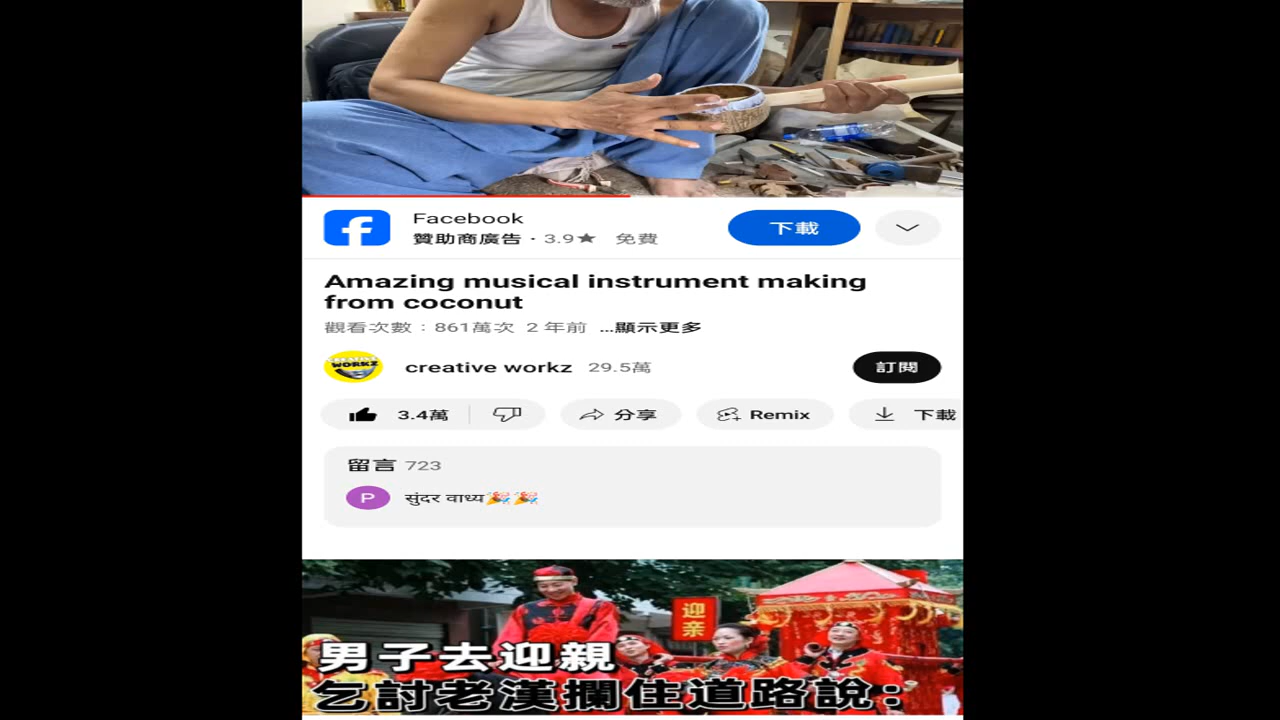 Facebook
贊助商廣告 · 3.9★ 免費
下載
Amazing musical instrument making
from coconut
觀看次數：861萬次 2 年前 ...顯示更多
WORKZ
creative workz 29.5萬
訂閱
3.4萬
分享
Remix
下載
留言 723
P
सुंदर वाध्य🎉🎉
迎亲
男子去迎親
乞討老漢攔住道路說：